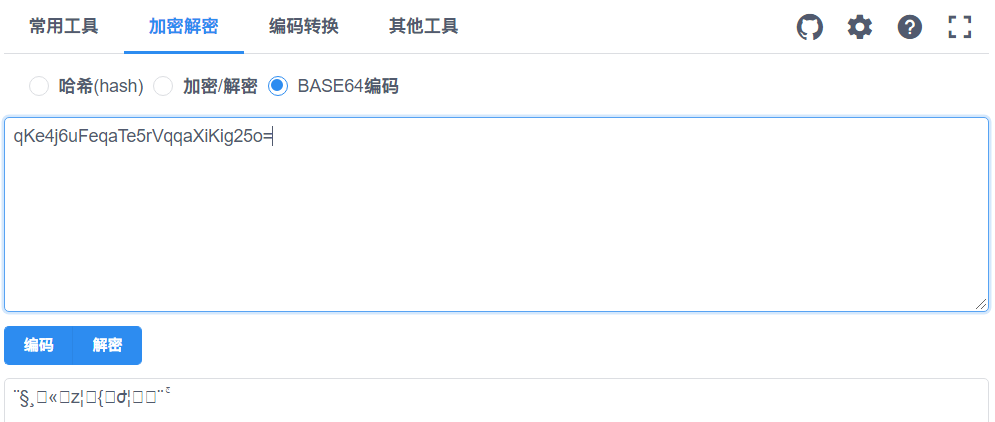 常用工具 加密解密 编码转换 其他工具
哈希(hash) 加密/解密 BASE64编码
qKe4j6uFeqaTe5rVqqaXiKig25o=
编码 解密